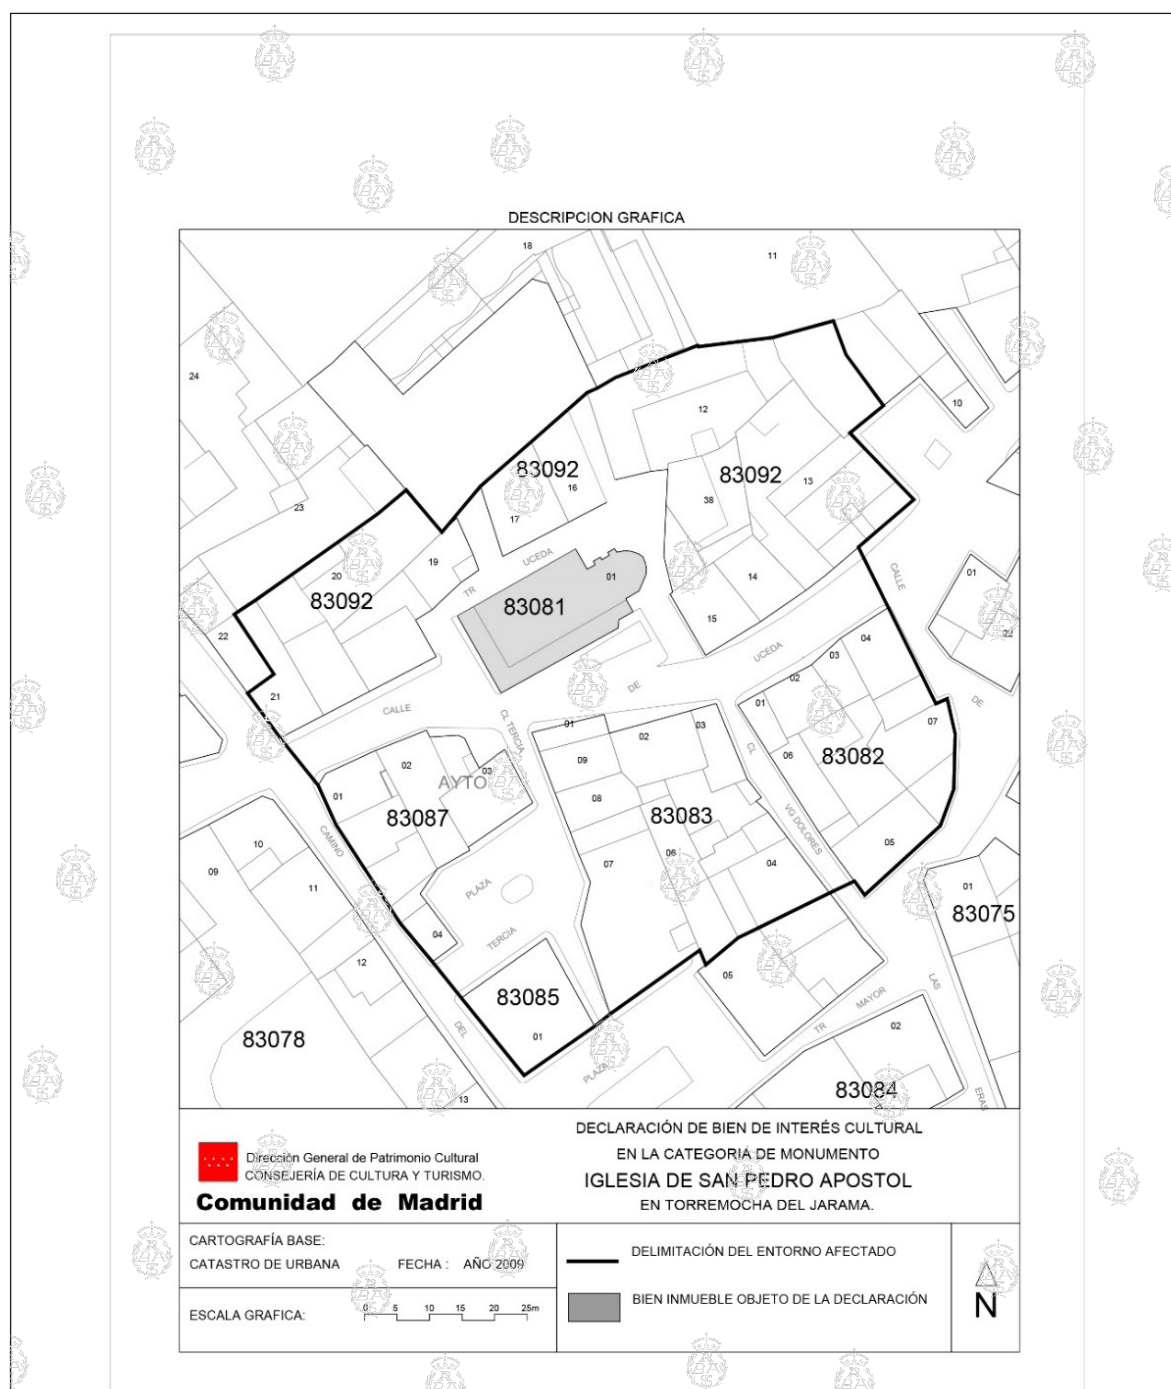 DESCRIPCION GRAFICA
18
11
24
10
12
83092
83092
16
38
13
17
23
UCEDA
19
20
TR
83092
01
83081
14
CALLE
01
22
22
15
04
UCEDA
03
02
DE
21
01
CALLE
CL TERCIA
DE
01
02
03
CL
07
02
09
06
83082
03
AYTO
01
08
83087
83083
VG DOLORES
CAMINO
10
05
09
07
06
04
11
PLAZA
01
83075
04
TERCIA
12
05
LAS
83085
MAYOR
TR
02
83078
01
DEL
PLAZA
83084
ERAS
13
Dirección General de Patrimonio Cultural
CONSEJERÍA DE CULTURA Y TURISMO.
Comunidad de Madrid
DECLARACIÓN DE BIEN DE INTERÉS CULTURAL
EN LA CATEGORIA DE MONUMENTO
IGLESIA DE SAN PEDRO APOSTOL
EN TORREMOCHA DEL JARAMA.
CARTOGRAFÍA BASE:
CATASTRO DE URBANA FECHA : AÑO 2009
ESCALA GRAFICA: 0 5 10 15 20 25m
DELIMITACIÓN DEL ENTORNO AFECTADO
BIEN INMUEBLE OBJETO DE LA DECLARACIÓN
N